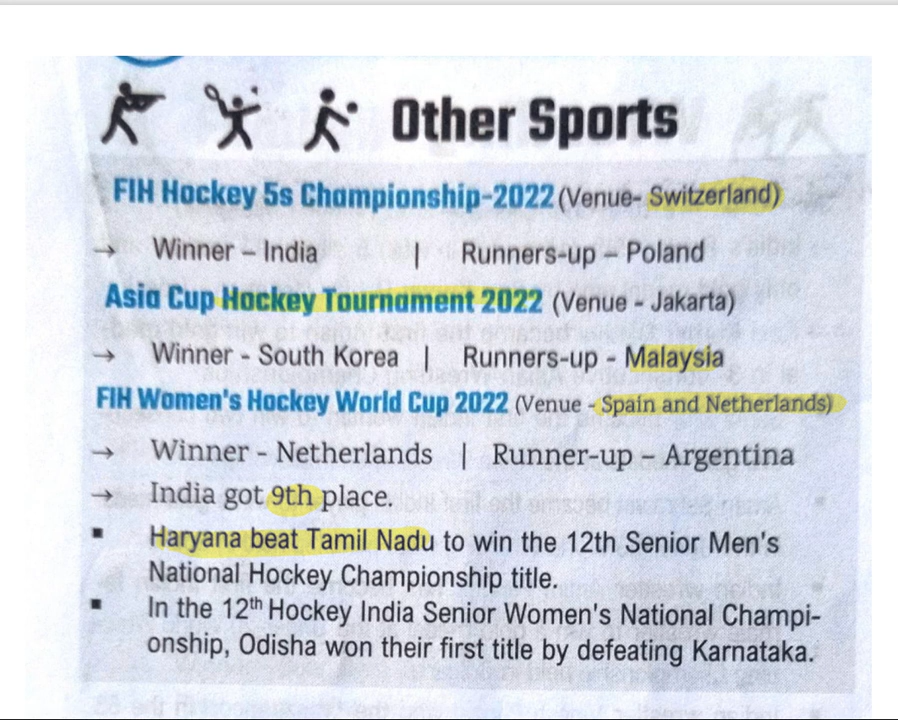 Other Sports
FIH Hockey 5s Championship-2022 (Venue- Switzerland)
→ Winner – India | Runners-up – Poland
Asia Cup Hockey Tournament 2022 (Venue - Jakarta)
→ Winner - South Korea | Runners-up - Malaysia
FIH Women's Hockey World Cup 2022 (Venue - Spain and Netherlands)
→ Winner - Netherlands | Runner-up – Argentina
→ India got 9th place.
▪ Haryana beat Tamil Nadu to win the 12th Senior Men's
National Hockey Championship title.
▪ In the 12th Hockey India Senior Women's National Champi-
onship, Odisha won their first title by defeating Karnataka.